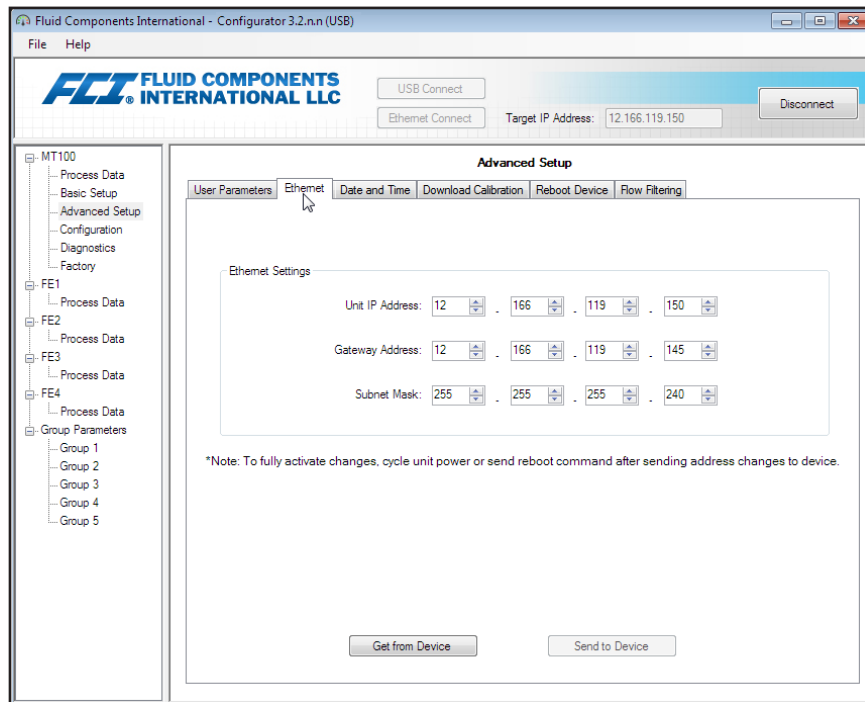 Fluid Components International - Configurator 3.2.n.n (USB)
File Help
FCI® FLUID COMPONENTS
INTERNATIONAL LLC
USB Connect
Ethernet Connect Target IP Address: 12.166.119.150
Disconnect
MT100
Process Data
Basic Setup
Advanced Setup
Configuration
Diagnostics
Factory
FE1
Process Data
FE2
Process Data
FE3
Process Data
FE4
Process Data
Group Parameters
Group 1
Group 2
Group 3
Group 4
Group 5
Advanced Setup
User Parameters Ethernet Date and Time Download Calibration Reboot Device Flow Filtering
Ethernet Settings
Unit IP Address: 12 . 166 . 119 . 150
Gateway Address: 12 . 166 . 119 . 145
Subnet Mask: 255 . 255 . 255 . 240
*Note: To fully activate changes, cycle unit power or send reboot command after sending address changes to device.
Get from Device Send to Device